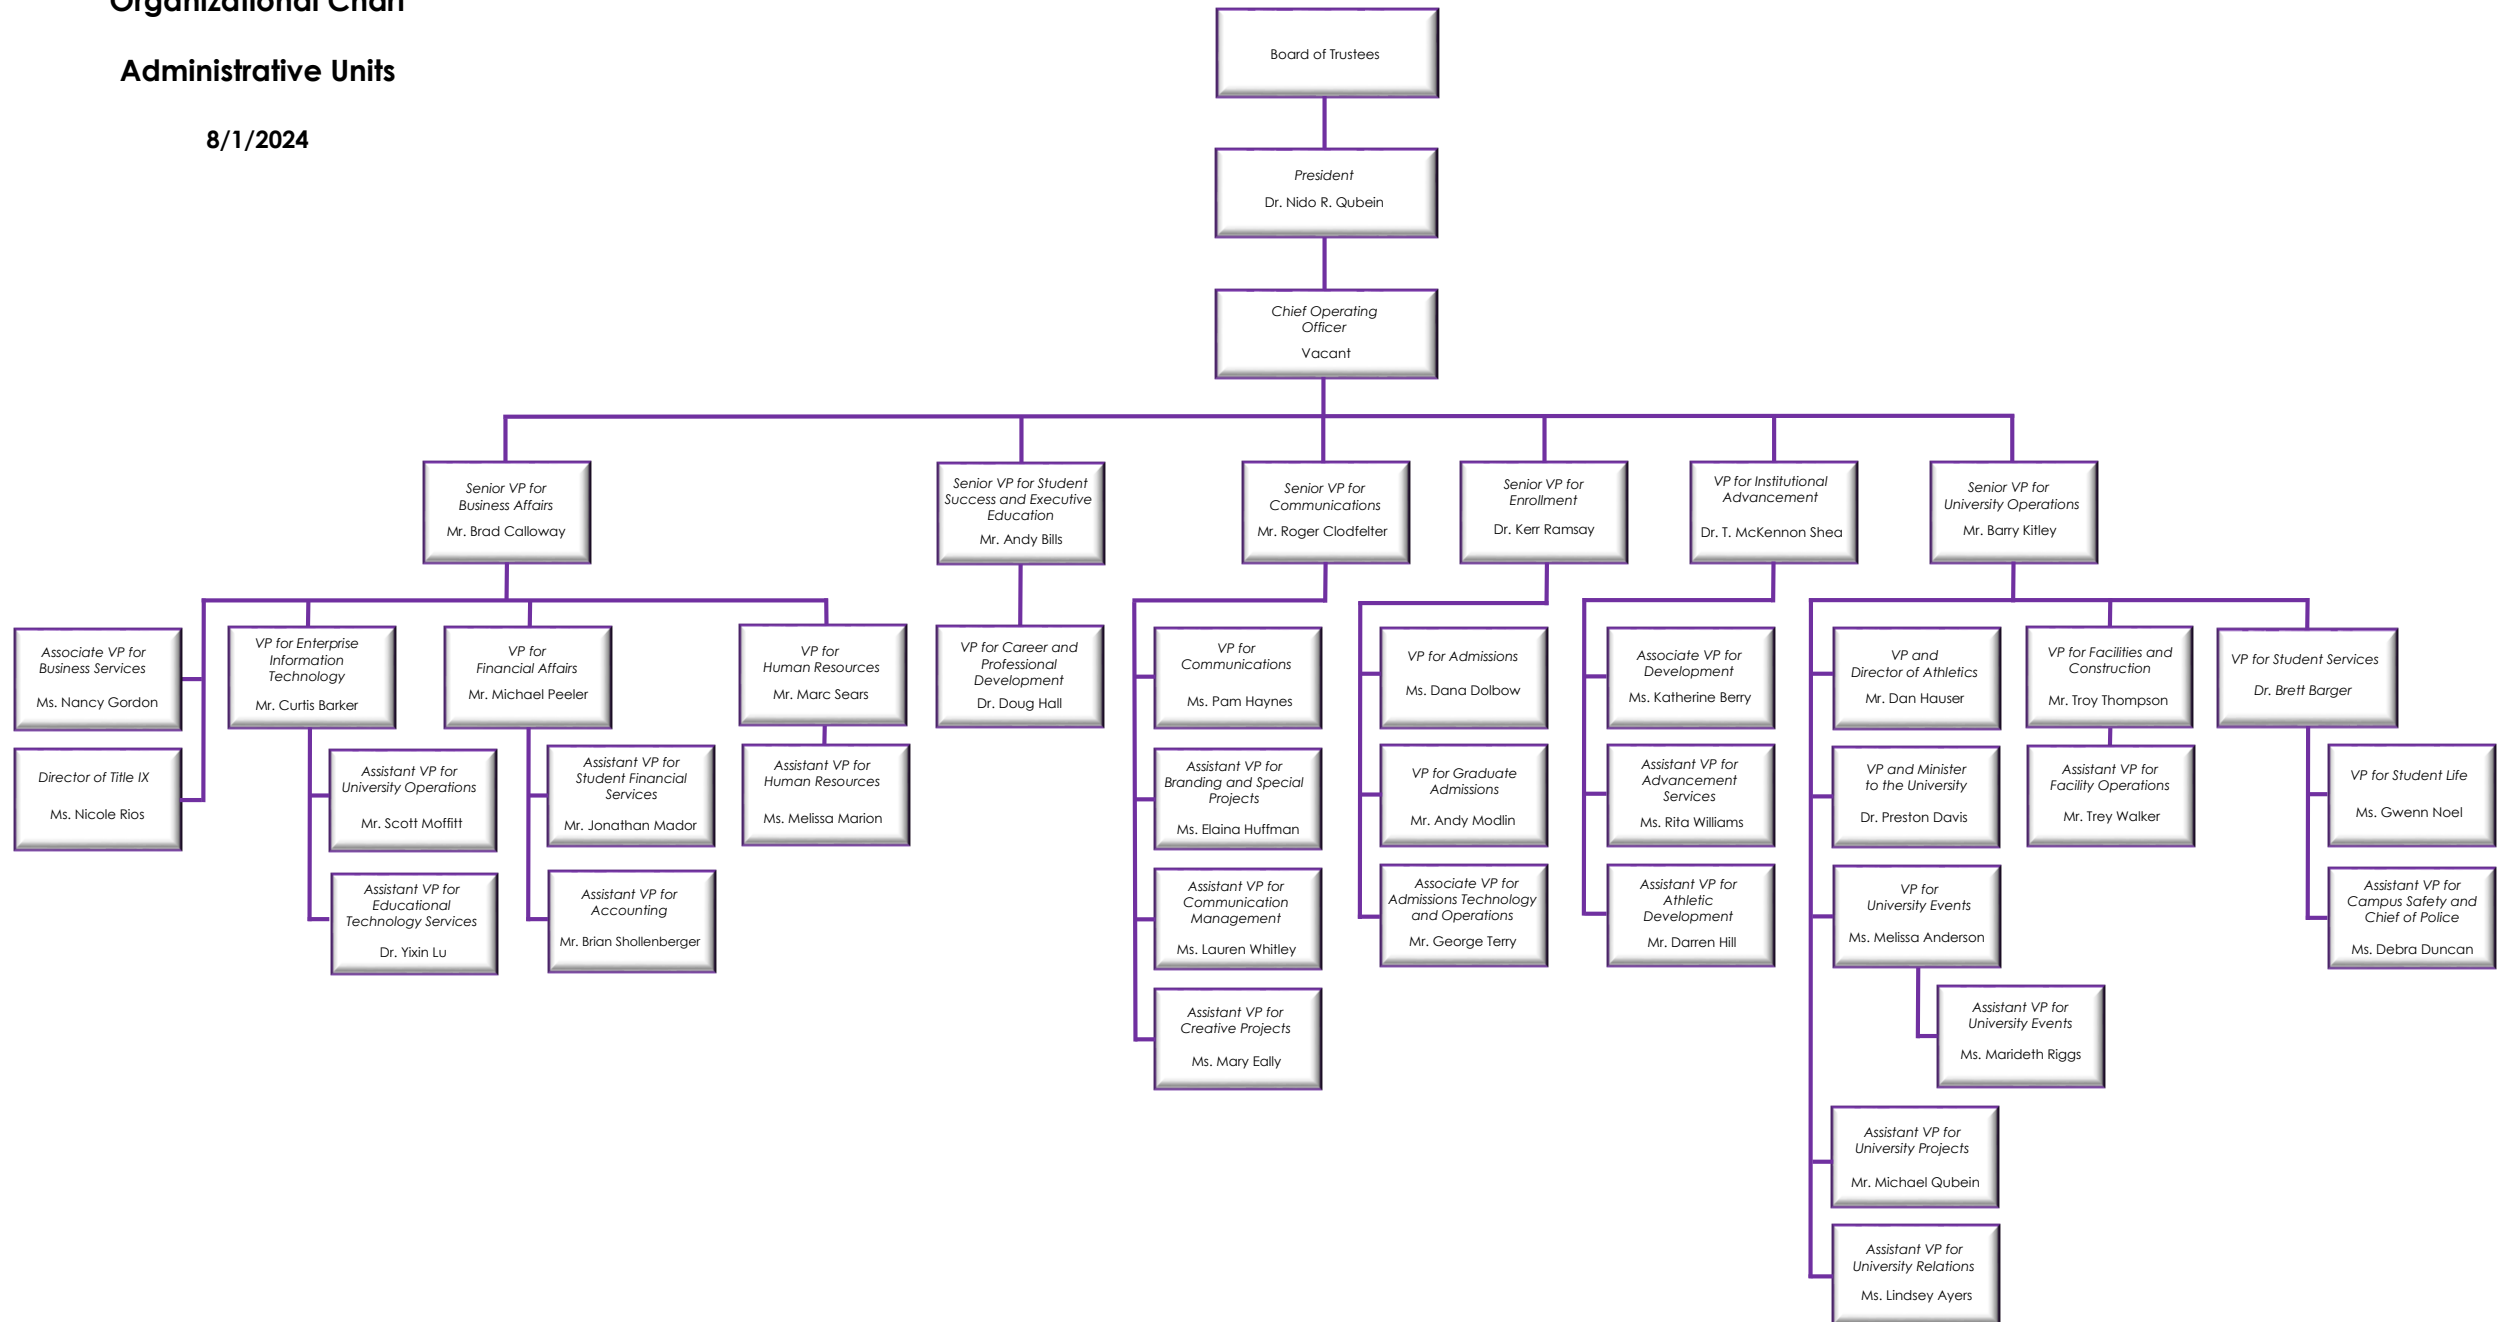 Organizational Chart
Administrative Units
8/1/2024
Board of Trustees
President
Dr. Nido R. Qubein
Chief Operating
Officer
Vacant
Senior VP for
Business Affairs
Mr. Brad Calloway
Senior VP for Student
Success and Executive
Education
Mr. Andy Bills
Senior VP for
Communications
Mr. Roger Clodfelter
Senior VP for
Enrollment
Dr. Kerr Ramsay
VP for Institutional
Advancement
Dr. T. McKennon Shea
Senior VP for
University Operations
Mr. Barry Kitley
Associate VP for
Business Services
Ms. Nancy Gordon
Director of Title IX
Ms. Nicole Rios
VP for Enterprise
Information
Technology
Mr. Curtis Barker
Assistant VP for
University Operations
Mr. Scott Moffitt
Assistant VP for
Educational
Technology Services
Dr. Yixin Lu
VP for
Financial Affairs
Mr. Michael Peeler
Assistant VP for
Student Financial
Services
Mr. Jonathan Mador
Assistant VP for
Accounting
Mr. Brian Shollenberger
VP for
Human Resources
Mr. Marc Sears
Assistant VP for
Human Resources
Ms. Melissa Marion
VP for Career and
Professional
Development
Dr. Doug Hall
VP for
Communications
Ms. Pam Haynes
Assistant VP for
Branding and Special
Projects
Ms. Elaina Huffman
Assistant VP for
Communication
Management
Ms. Lauren Whitley
Assistant VP for
Creative Projects
Ms. Mary Eally
VP for Admissions
Ms. Dana Dolbow
VP for Graduate
Admissions
Mr. Andy Modlin
Associate VP for
Admissions Technology
and Operations
Mr. George Terry
Associate VP for
Development
Ms. Katherine Berry
Assistant VP for
Advancement
Services
Ms. Rita Williams
Assistant VP for
Athletic
Development
Mr. Darren Hill
VP and
Director of Athletics
Mr. Dan Hauser
VP and Minister
to the University
Dr. Preston Davis
VP for
University Events
Ms. Melissa Anderson
Assistant VP for
University Events
Ms. Marideth Riggs
Assistant VP for
University Projects
Mr. Michael Qubein
Assistant VP for
University Relations
Ms. Lindsey Ayers
VP for Facilities and
Construction
Mr. Troy Thompson
Assistant VP for
Facility Operations
Mr. Trey Walker
VP for Student Services
Dr. Brett Barger
VP for Student Life
Ms. Gwenn Noel
Assistant VP for
Campus Safety and
Chief of Police
Ms. Debra Duncan